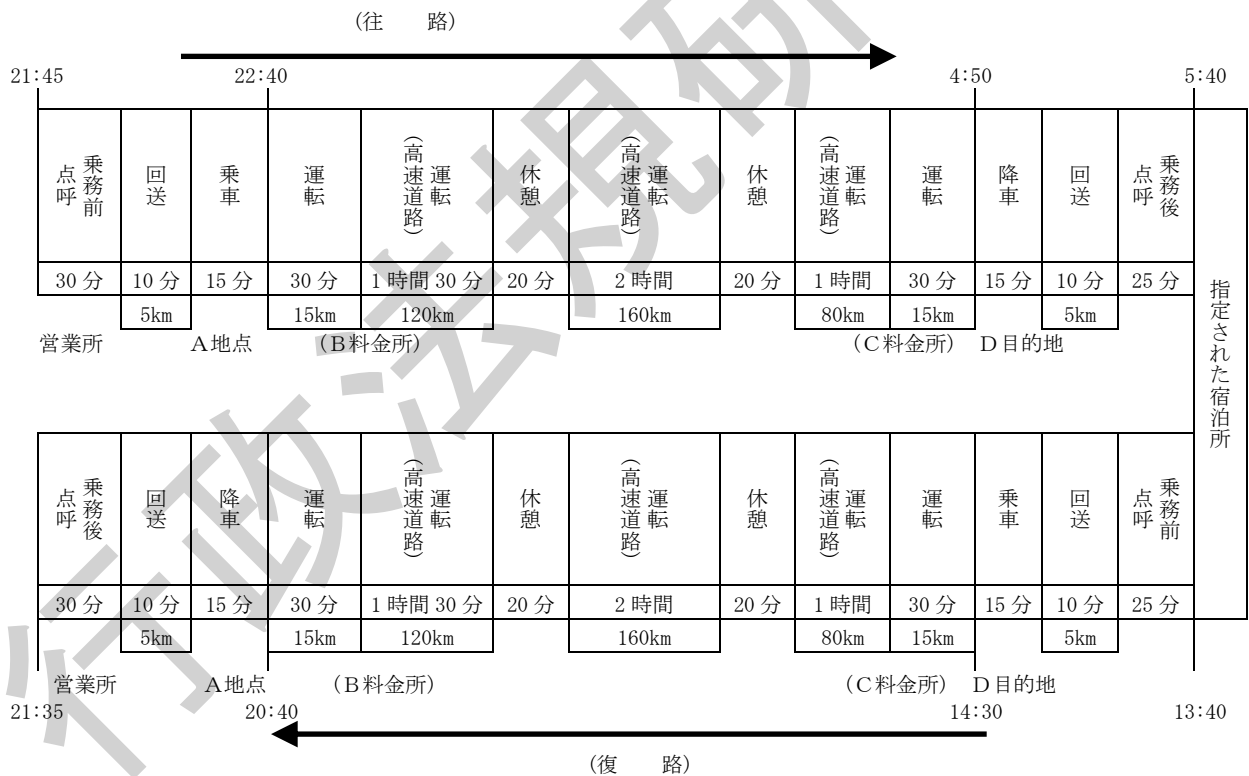 (往 路)
21:45 22:40 4:50 5:40
乗務前点呼 回送 乗車 運転 運転(高速道路) 休憩 運転(高速道路) 休憩 運転(高速道路) 運転 降車 回送 乗務後点呼
30分 10分 15分 30分 1時間30分 20分 2時間 20分 1時間 30分 15分 10分 25分
5km 15km 120km 160km 80km 15km 5km
営業所 A地点 (B料金所) (C料金所) D目的地
指定された宿泊所
乗務後点呼 回送 降車 運転 運転(高速道路) 休憩 運転(高速道路) 休憩 運転(高速道路) 運転 乗車 回送 乗務前点呼
30分 10分 15分 30分 1時間30分 20分 2時間 20分 1時間 30分 15分 10分 25分
5km 15km 120km 160km 80km 15km 5km
営業所 A地点 (B料金所) (C料金所) D目的地
21:35 20:40 14:30 13:40
(復 路)
行政法規研